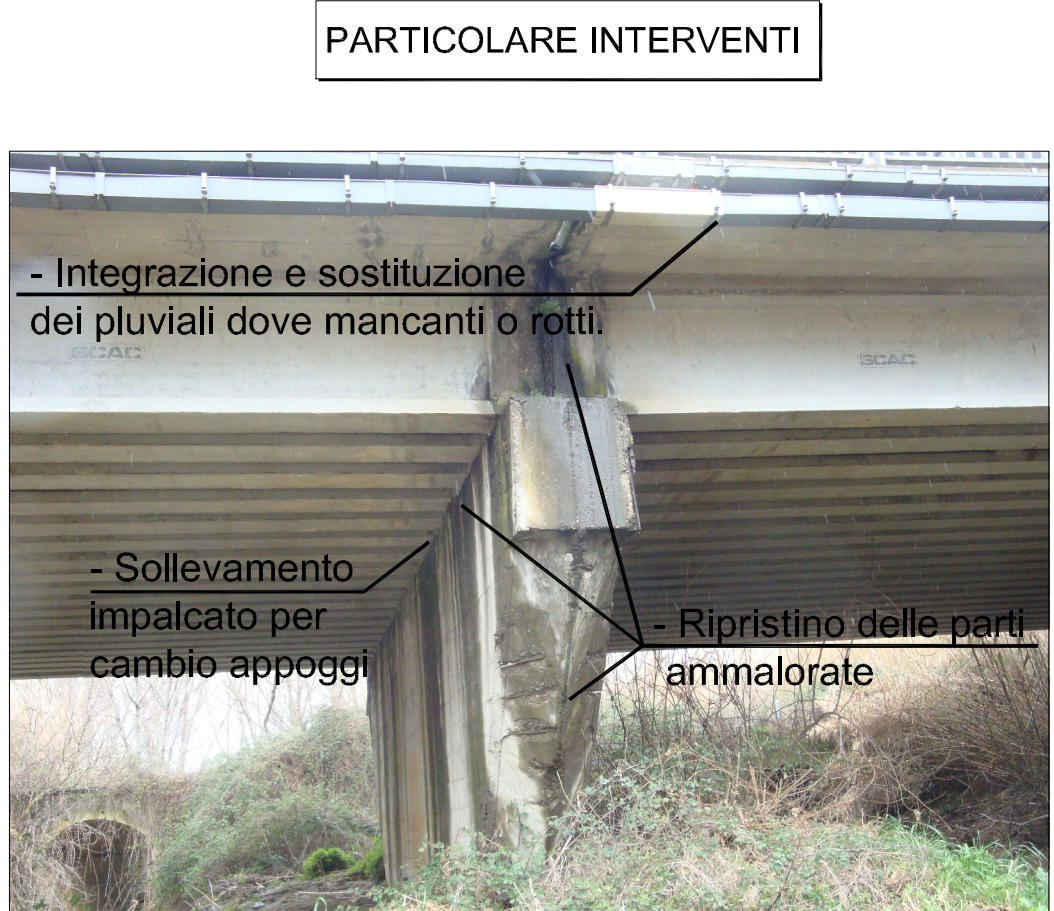 PARTICOLARE INTERVENTI
- Integrazione e sostituzione
dei pluviali dove mancanti o rotti.
SCAC
SCAC
- Sollevamento
impalcato per
cambio appoggi
- Ripristino delle parti
ammalorate